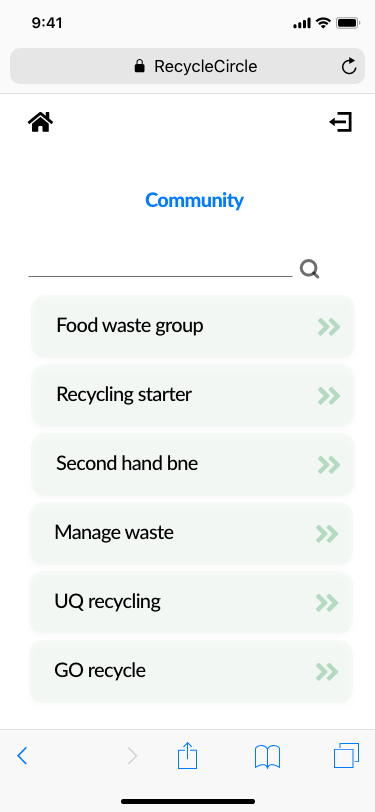 9:41
RecycleCircle
Community
Food waste group
Recycling starter
Second hand bne
Manage waste
UQ recycling
GO recycle